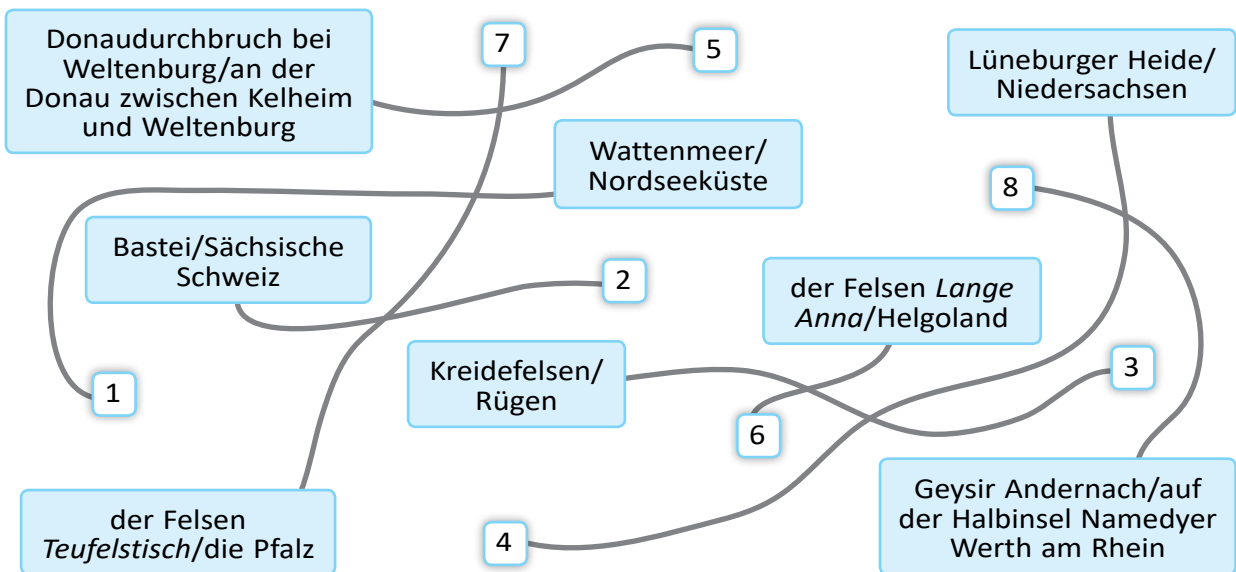 Donaudurchbruch bei
Weltenburg/an der
Donau zwischen Kelheim
und Weltenburg
7
5
Lüneburger Heide/
Niedersachsen
Wattenmeer/
Nordseeküste
8
Bastei/Sächsische
Schweiz
2
der Felsen Lange
Anna/Helgoland
1
Kreidefelsen/
Rügen
3
6
der Felsen
Teufelstisch/die Pfalz
4
Geysir Andernach/auf
der Halbinsel Namedyer
Werth am Rhein